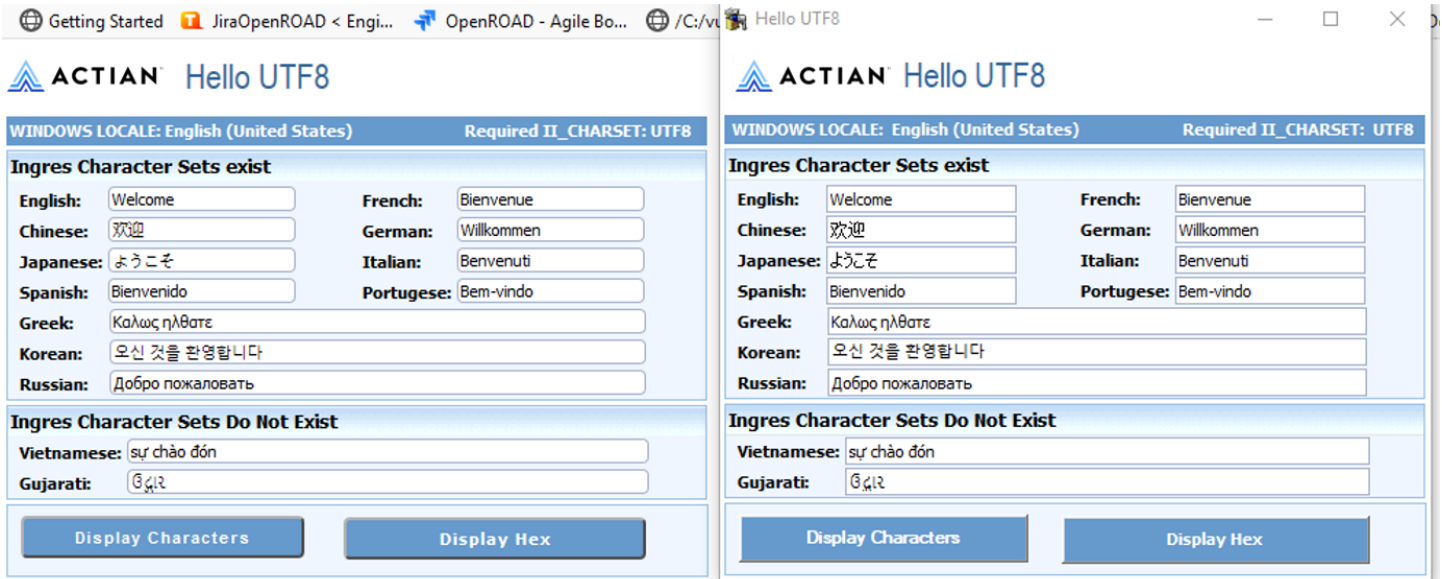 Getting Started JiraOpenROAD < Engi... OpenROAD - Agile Bo... /C:/vu
ACTIAN Hello UTF8
WINDOWS LOCALE: English (United States) Required II_CHARSET: UTF8
Ingres Character Sets exist
English: Welcome French: Bienvenue
Chinese: 欢迎 German: Willkommen
Japanese: ようこそ Italian: Benvenuti
Spanish: Bienvenido Portugese: Bem-vindo
Greek: Καλως ηλθατε
Korean: 오신 것을 환영합니다
Russian: Добро пожаловать
Ingres Character Sets Do Not Exist
Vietnamese: sự chào đón
Gujarati:
Display Characters Display Hex
Hello UTF8
ACTIAN Hello UTF8
WINDOWS LOCALE: English (United States) Required II_CHARSET: UTF8
Ingres Character Sets exist
English: Welcome French: Bienvenue
Chinese: 欢迎 German: Willkommen
Japanese: ようこそ Italian: Benvenuti
Spanish: Bienvenido Portugese: Bem-vindo
Greek: Καλως ηλθατε
Korean: 오신 것을 환영합니다
Russian: Добро пожаловать
Ingres Character Sets Do Not Exist
Vietnamese: sự chào đón
Gujarati:
Display Characters Display Hex